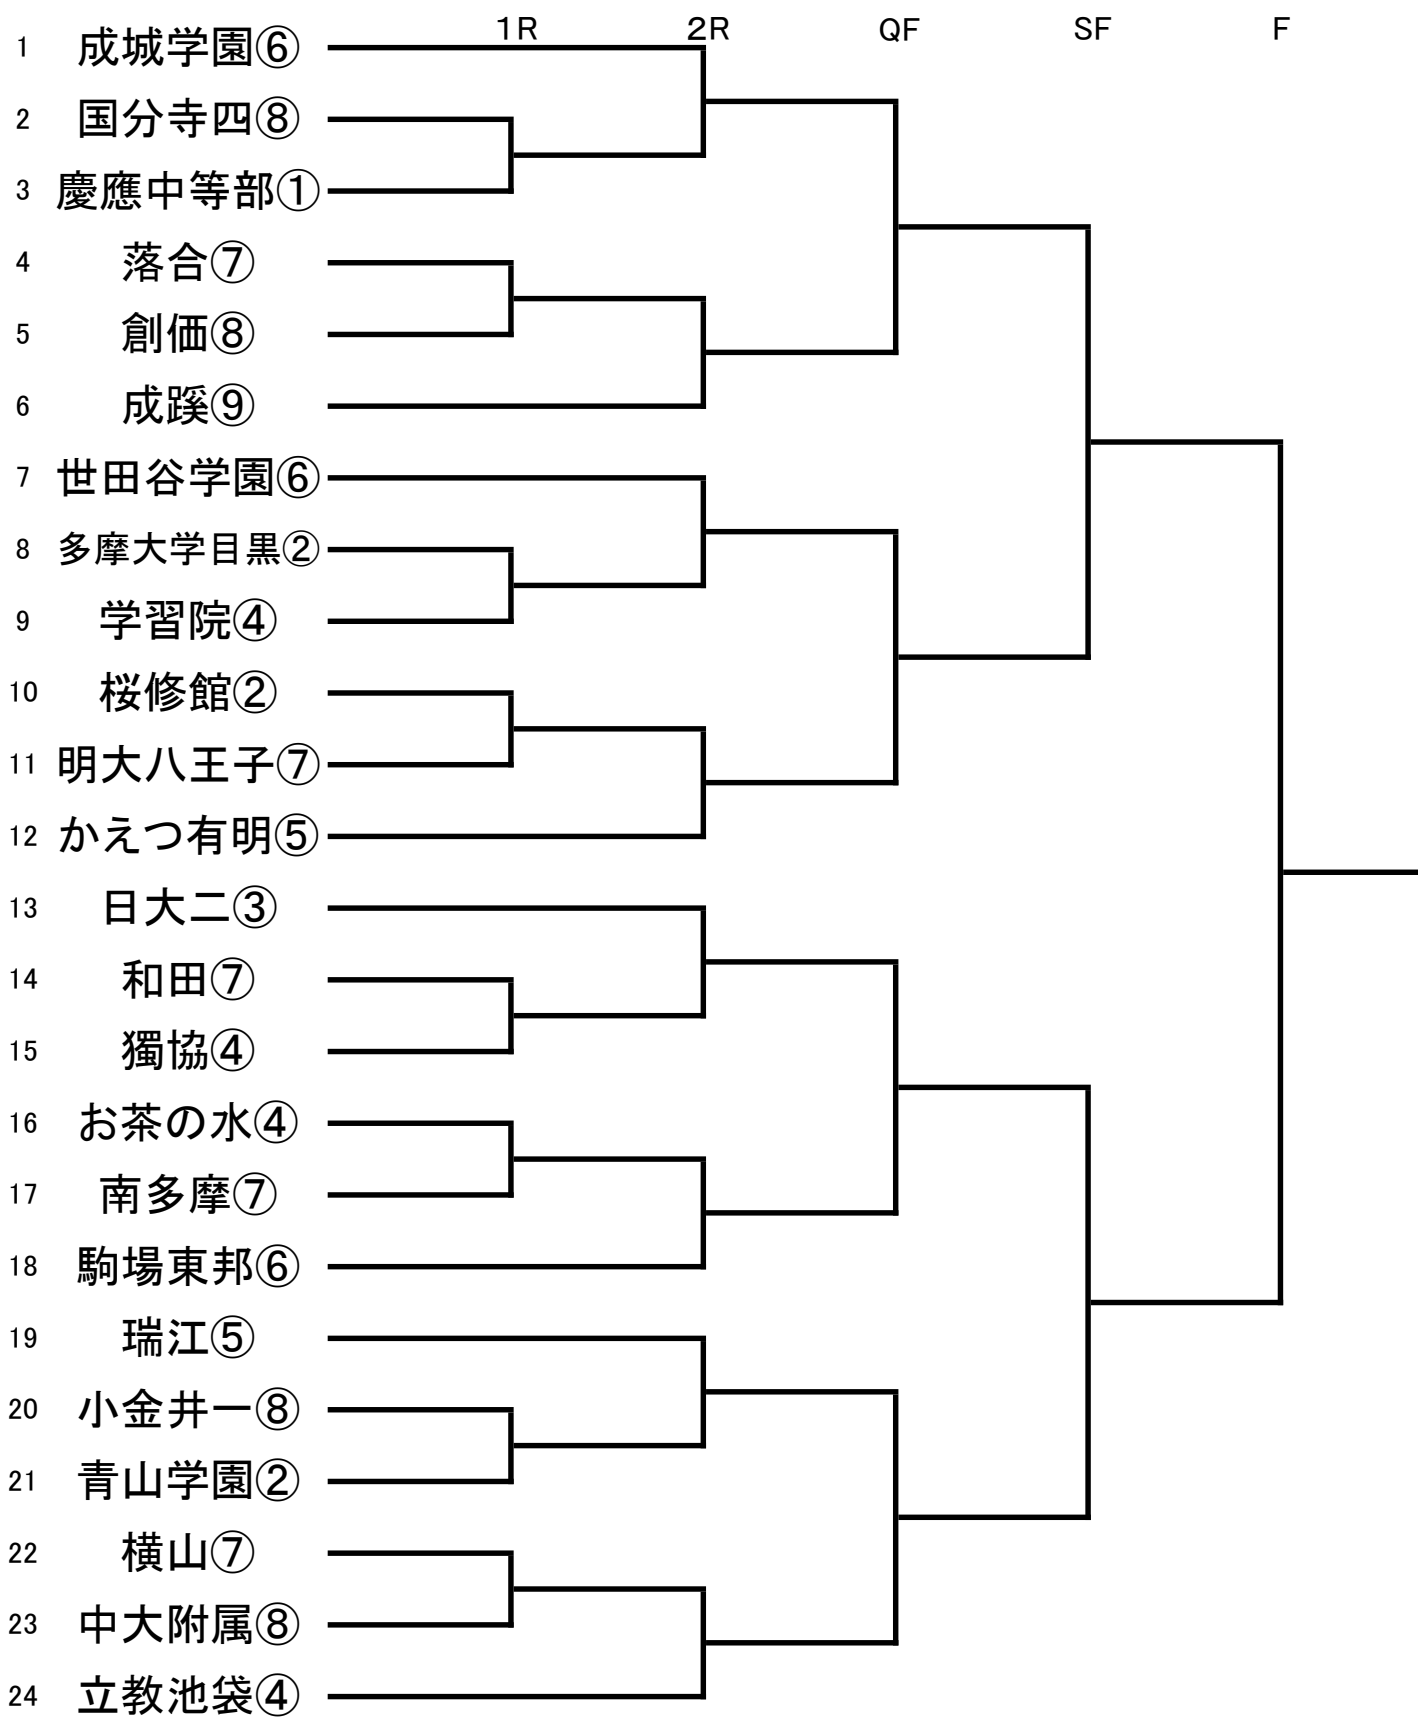 1R 2R QF SF F
1 成城学園⑥
2 国分寺四⑧
3 慶應中等部①
4 落合⑦
5 創価⑧
6 成蹊⑨
7 世田谷学園⑥
8 多摩大学目黒②
9 学習院④
10 桜修館②
11 明大八王子⑦
12 かえつ有明⑤
13 日大二③
14 和田⑦
15 獨協④
16 お茶の水④
17 南多摩⑦
18 駒場東邦⑥
19 瑞江⑤
20 小金井一⑧
21 青山学園②
22 横山⑦
23 中大附属⑧
24 立教池袋④